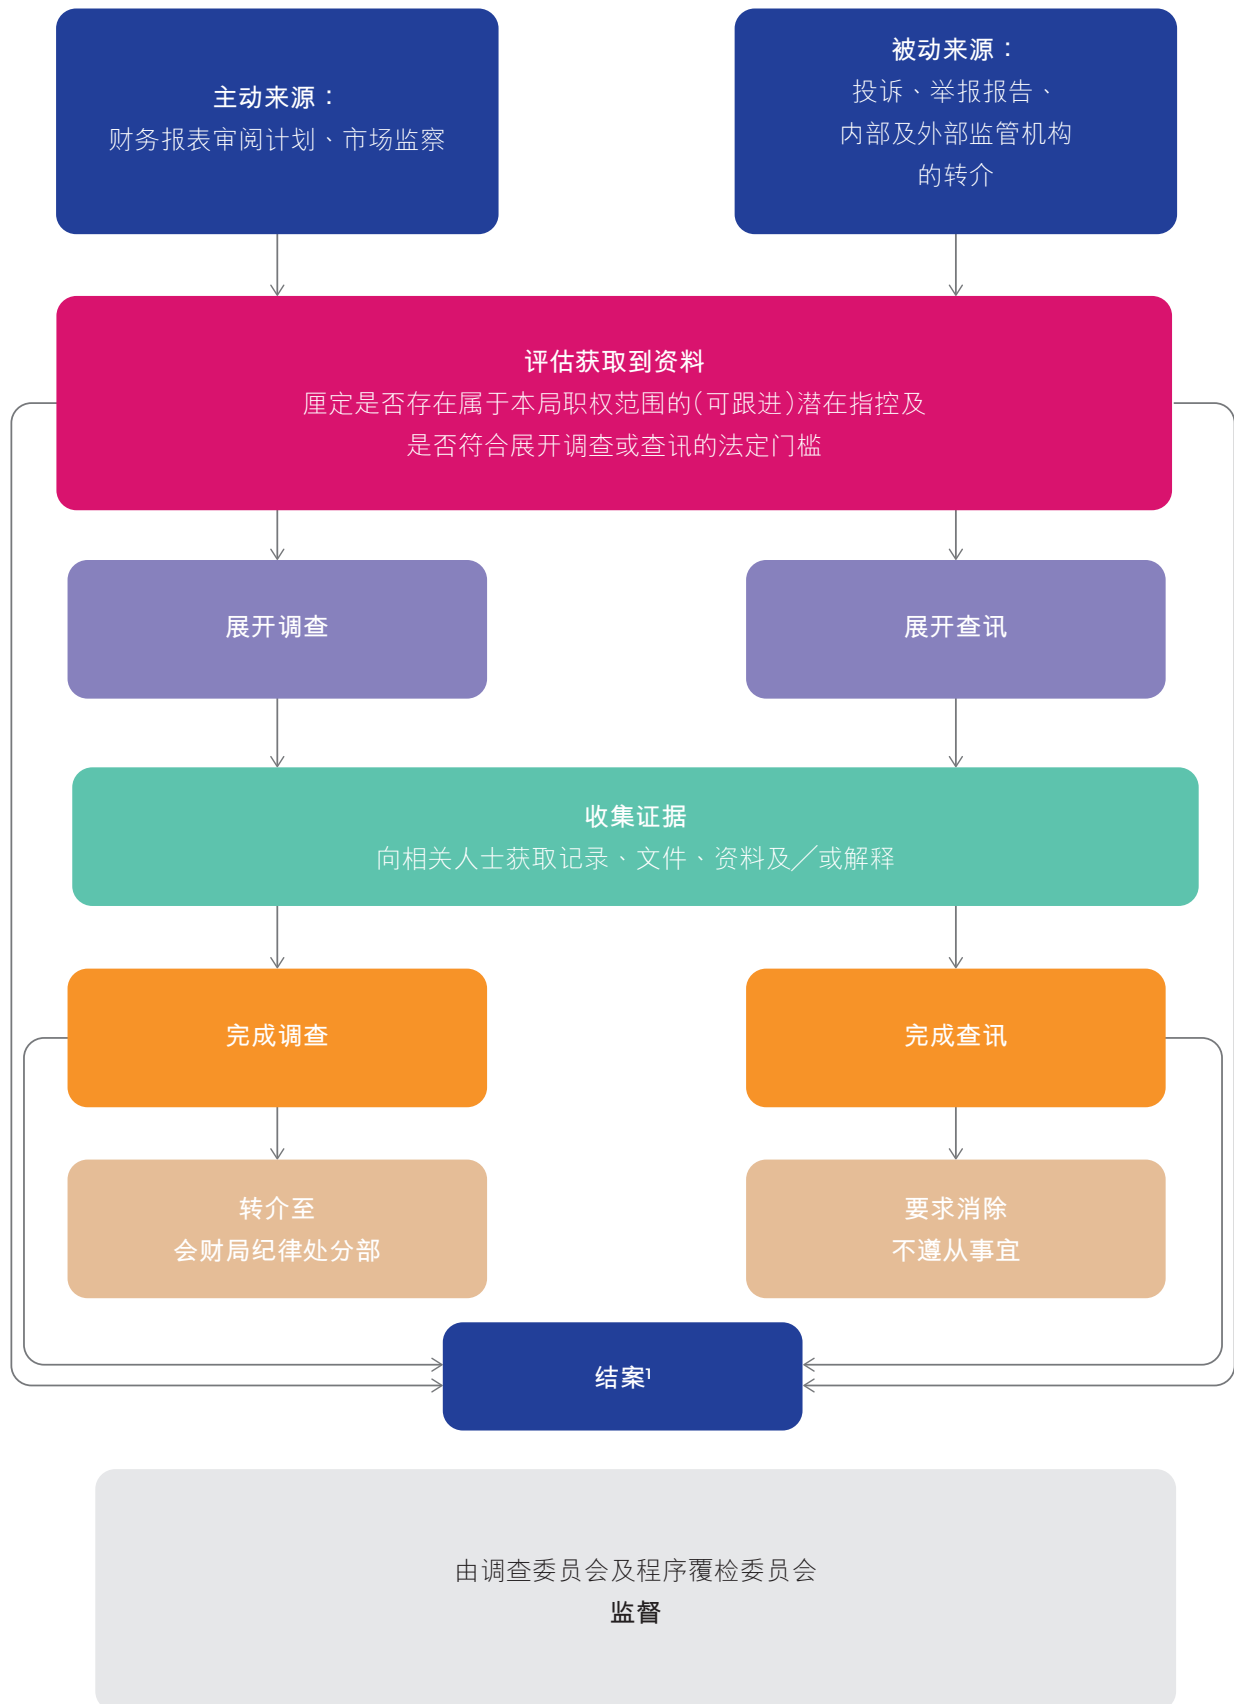 主动来源：
财务报表审阅计划、市场监察
被动来源：
投诉、举报报告、
内部及外部监管机构
的转介
评估获取到资料
厘定是否存在属于本局职权范围的(可跟进)潜在指控及
是否符合展开调查或查讯的法定门槛
展开调查
展开查讯
收集证据
向相关人士获取记录、文件、资料及／或解释
完成调查
完成查讯
转介至
会财局纪律处分部
要求消除
不遵从事宜
结案¹
由调查委员会及程序覆检委员会
监督